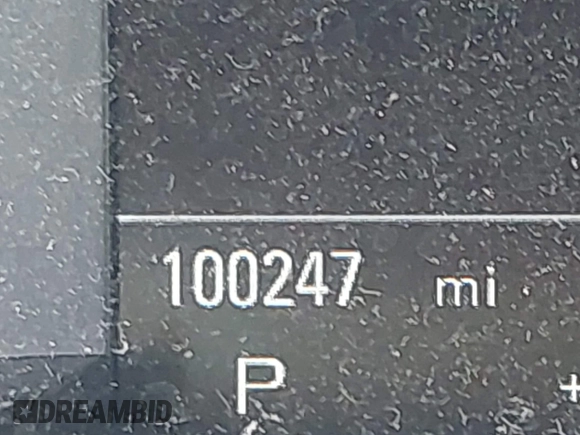 100247 mi
P +
DREAMBID